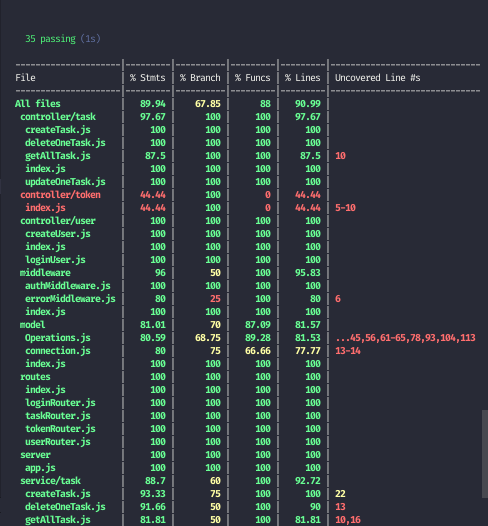 35 passing (1s)
---------------------|---------|----------|---------|---------|-----------------------------
File | % Stmts | % Branch | % Funcs | % Lines | Uncovered Line #s
---------------------|---------|----------|---------|---------|-----------------------------
All files | 89.94 | 67.85 | 88 | 90.99 |
controller/task | 97.67 | 100 | 100 | 97.67 |
createTask.js | 100 | 100 | 100 | 100 |
deleteOneTask.js | 100 | 100 | 100 | 100 |
getAllTask.js | 87.5 | 100 | 100 | 87.5 | 10
index.js | 100 | 100 | 100 | 100 |
updateOneTask.js | 100 | 100 | 100 | 100 |
controller/token | 44.44 | 100 | 0 | 44.44 |
index.js | 44.44 | 100 | 0 | 44.44 | 5-10
controller/user | 100 | 100 | 100 | 100 |
createUser.js | 100 | 100 | 100 | 100 |
index.js | 100 | 100 | 100 | 100 |
loginUser.js | 100 | 100 | 100 | 100 |
middleware | 96 | 50 | 100 | 95.83 |
authMiddleware.js | 100 | 100 | 100 | 100 |
errorMiddleware.js | 80 | 25 | 100 | 80 | 6
index.js | 100 | 100 | 100 | 100 |
model | 81.01 | 70 | 87.09 | 81.57 |
Operations.js | 80.59 | 68.75 | 89.28 | 81.53 | ...45,56,61-65,78,93,104,113
connection.js | 80 | 75 | 66.66 | 77.77 | 13-14
index.js | 100 | 100 | 100 | 100 |
routes | 100 | 100 | 100 | 100 |
index.js | 100 | 100 | 100 | 100 |
loginRouter.js | 100 | 100 | 100 | 100 |
taskRouter.js | 100 | 100 | 100 | 100 |
tokenRouter.js | 100 | 100 | 100 | 100 |
userRouter.js | 100 | 100 | 100 | 100 |
server | 100 | 100 | 100 | 100 |
app.js | 100 | 100 | 100 | 100 |
service/task | 88.7 | 60 | 100 | 92.72 |
createTask.js | 93.33 | 75 | 100 | 100 | 22
deleteOneTask.js | 91.66 | 50 | 100 | 90 | 13
getAllTask.js | 81.81 | 50 | 100 | 81.81 | 10,16